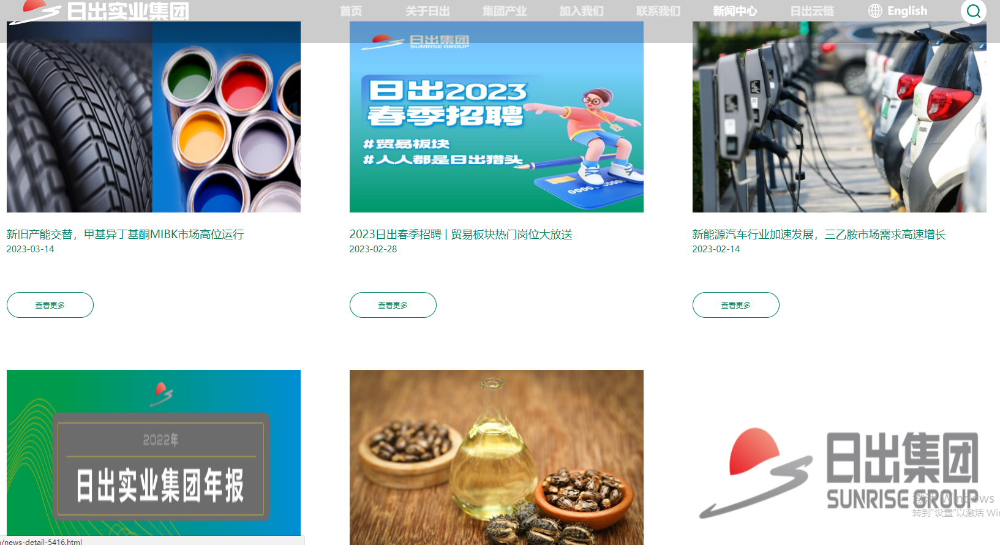 日出实业集团
首页 关于日出 集团产业 加入我们 联系我们 新闻中心 日出云链 English
日出集团
SUNRISE GROUP
日出2023
春季招聘
#贸易板块
#人人都是日出猎头
新旧产能交替，甲基异丁基酮MIBK市场高位运行
2023-03-14
查看更多
2023日出春季招聘 | 贸易板块热门岗位大放送
2023-02-28
查看更多
新能源汽车行业加速发展，三乙胺市场需求高速增长
2023-02-14
查看更多
2022年
日出实业集团年报
日出集团
SUNRISE GROUP
激活 Windows
转到“设置”以激活 Win
/news-detail-5416.html